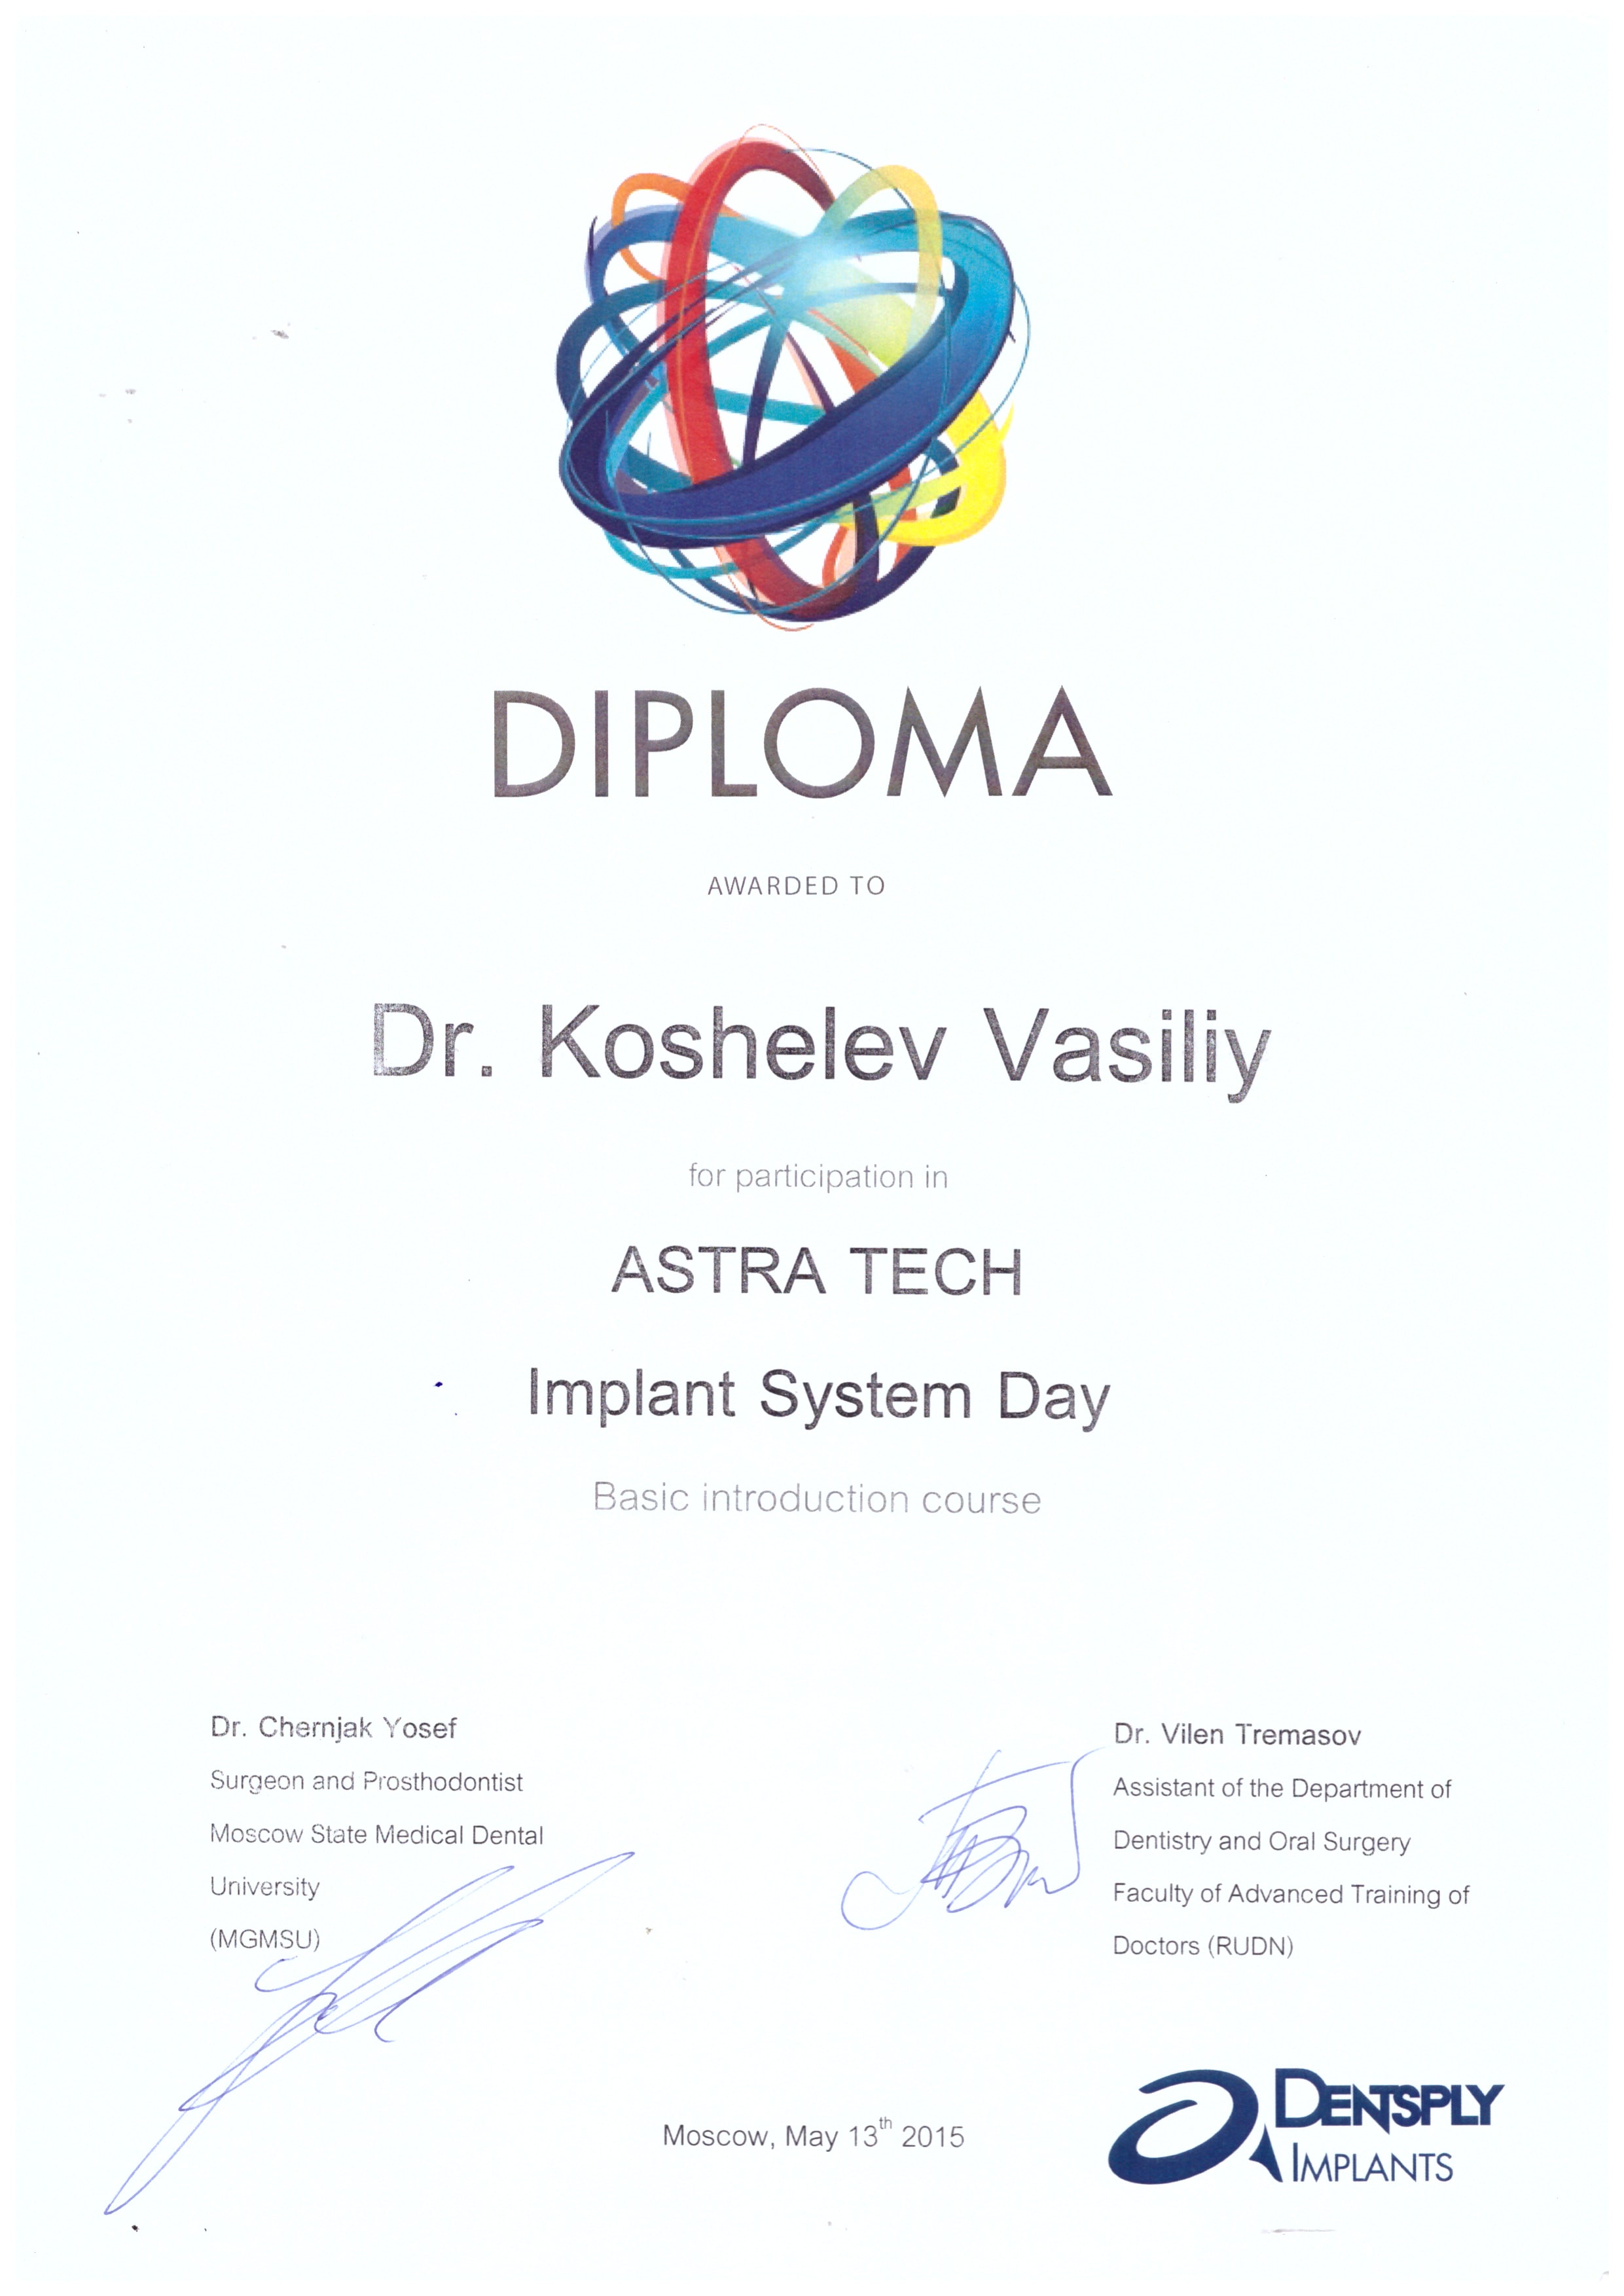 DIPLOMA
AWARDED TO
Dr. Koshelev Vasiliy
for participation in
ASTRA TECH
Implant System Day
Basic introduction course
Dr. Chernjak Yosef
Surgeon and Prosthodontist
Moscow State Medical Dental
University
(MGMSU)
Dr. Vilen Tremasov
Assistant of the Department of
Dentistry and Oral Surgery
Faculty of Advanced Training of
Doctors (RUDN)
Moscow, May 13th 2015
DENTSPLY
IMPLANTS